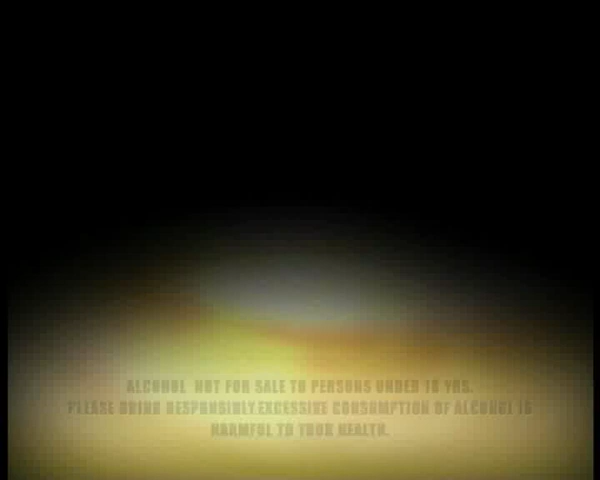 ALCOHOL NOT FOR SALE TO PERSONS UNDER 18 YRS.
PLEASE DRINK RESPONSIBLY.EXCESSIVE CONSUMPTION OF ALCOHOL IS
HARMFUL TO YOUR HEALTH.